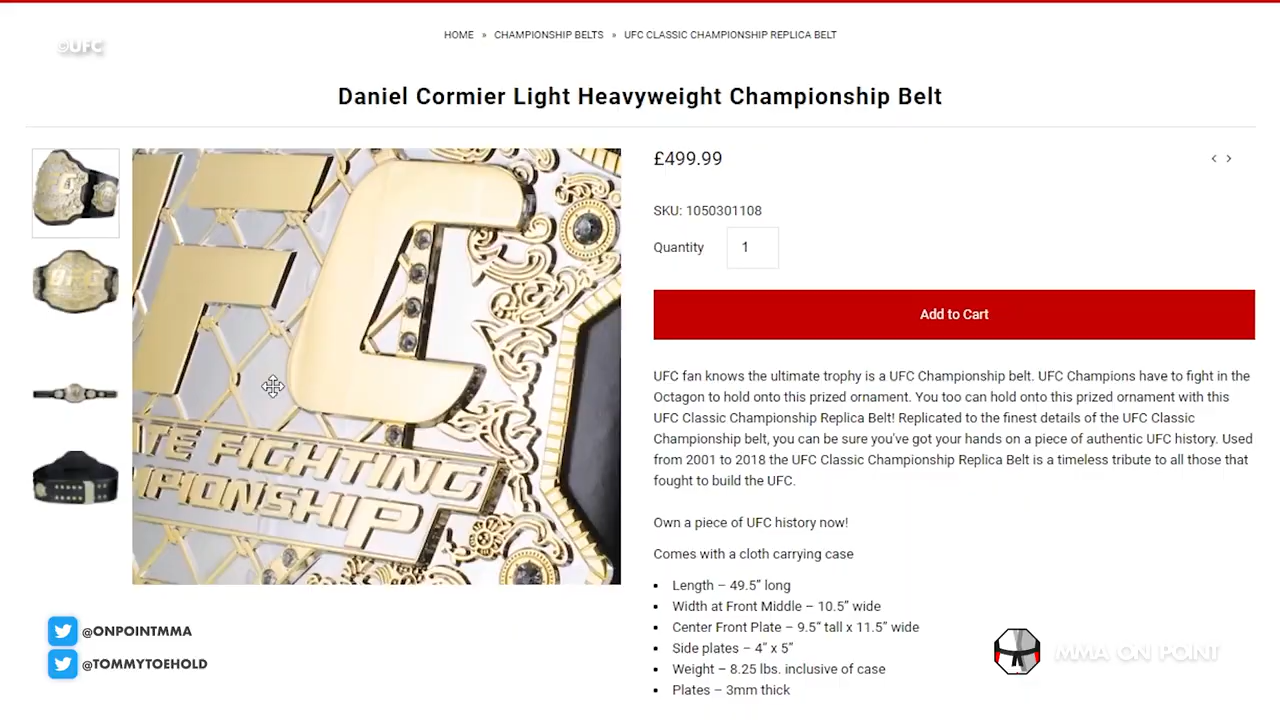 ©UFC
HOME » CHAMPIONSHIP BELTS » UFC CLASSIC CHAMPIONSHIP REPLICA BELT
Daniel Cormier Light Heavyweight Championship Belt
£499.99
SKU: 1050301108
Quantity 1
Add to Cart
FC
TE FIGHTING
MPIONSHIP
UFC fan knows the ultimate trophy is a UFC Championship belt. UFC Champions have to fight in the
Octagon to hold onto this prized ornament. You too can hold onto this prized ornament with this
UFC Classic Championship Replica Belt! Replicated to the finest details of the UFC Classic
Championship belt, you can be sure you've got your hands on a piece of authentic UFC history. Used
from 2001 to 2018 the UFC Classic Championship Replica Belt is a timeless tribute to all those that
fought to build the UFC.
Own a piece of UFC history now!
Comes with a cloth carrying case
• Length – 49.5” long
• Width at Front Middle – 10.5” wide
• Center Front Plate – 9.5“ tall x 11.5” wide
• Side plates – 4” x 5”
• Weight – 8.25 lbs. inclusive of case
• Plates – 3mm thick
@ONPOINTMMA
@TOMMYTOEHOLD
MMA ON POINT